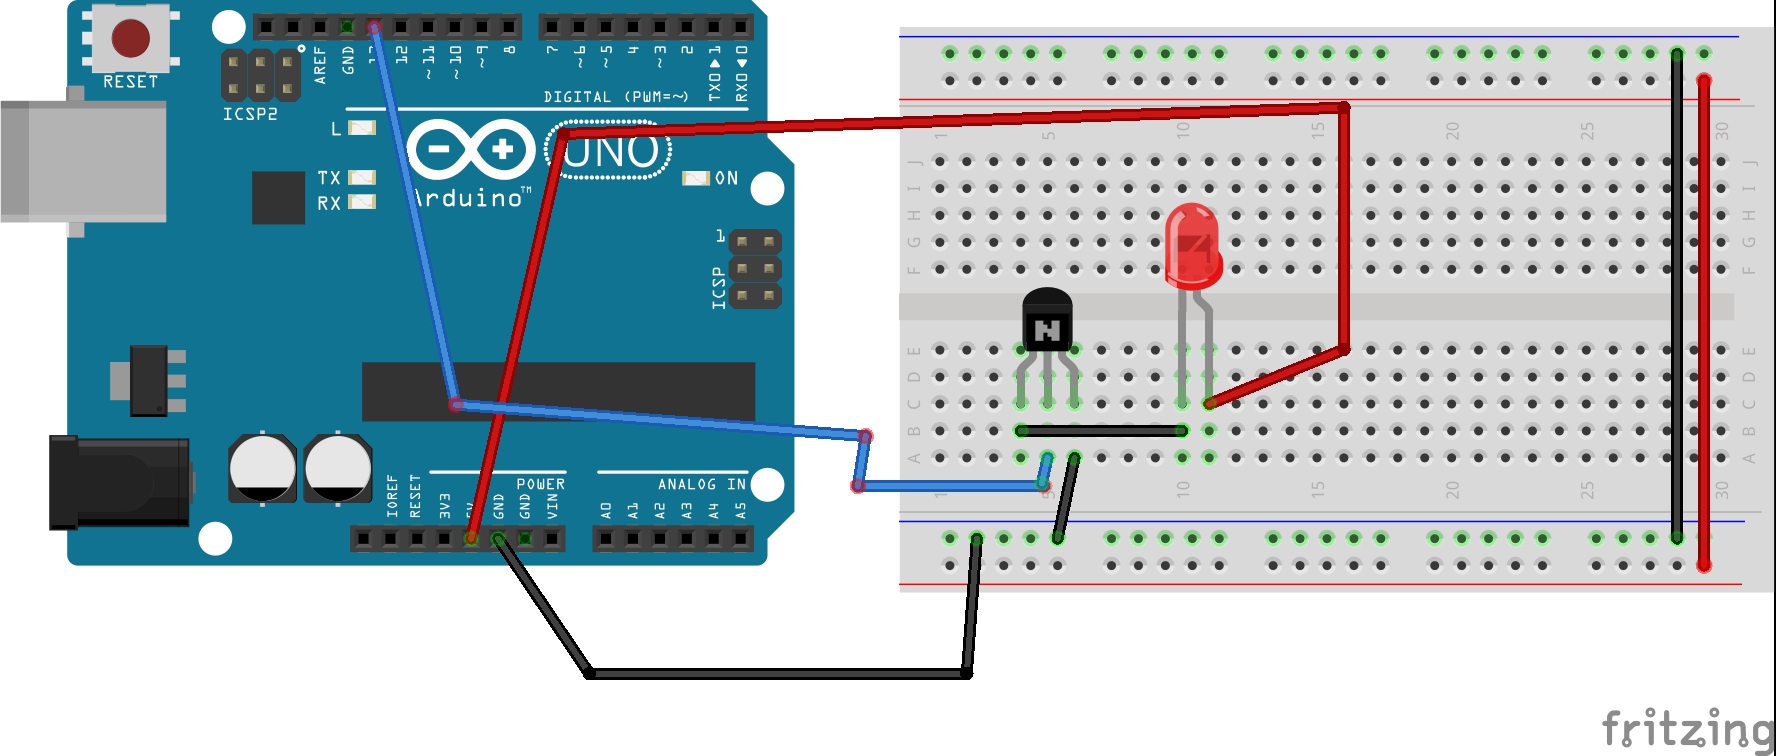 RESET
ICSP2
AREF
GND
12
~11
~10
~9
8
7
~6
~5
4
~3
2
TX0▶1
RX0◀0
DIGITAL (PWM=~)
L
TX
RX
UNO
Arduino™
ON
1
ICSP
N
IOREF
RESET
3V3
5V
GND
GND
VIN
POWER
ANALOG IN
A0
A1
A2
A3
A4
A5
1 5 10 15 20 25 30
J J
I I
H H
G G
F F
E E
D D
C C
B B
A A
1 5 10 15 20 25 30
fritzing